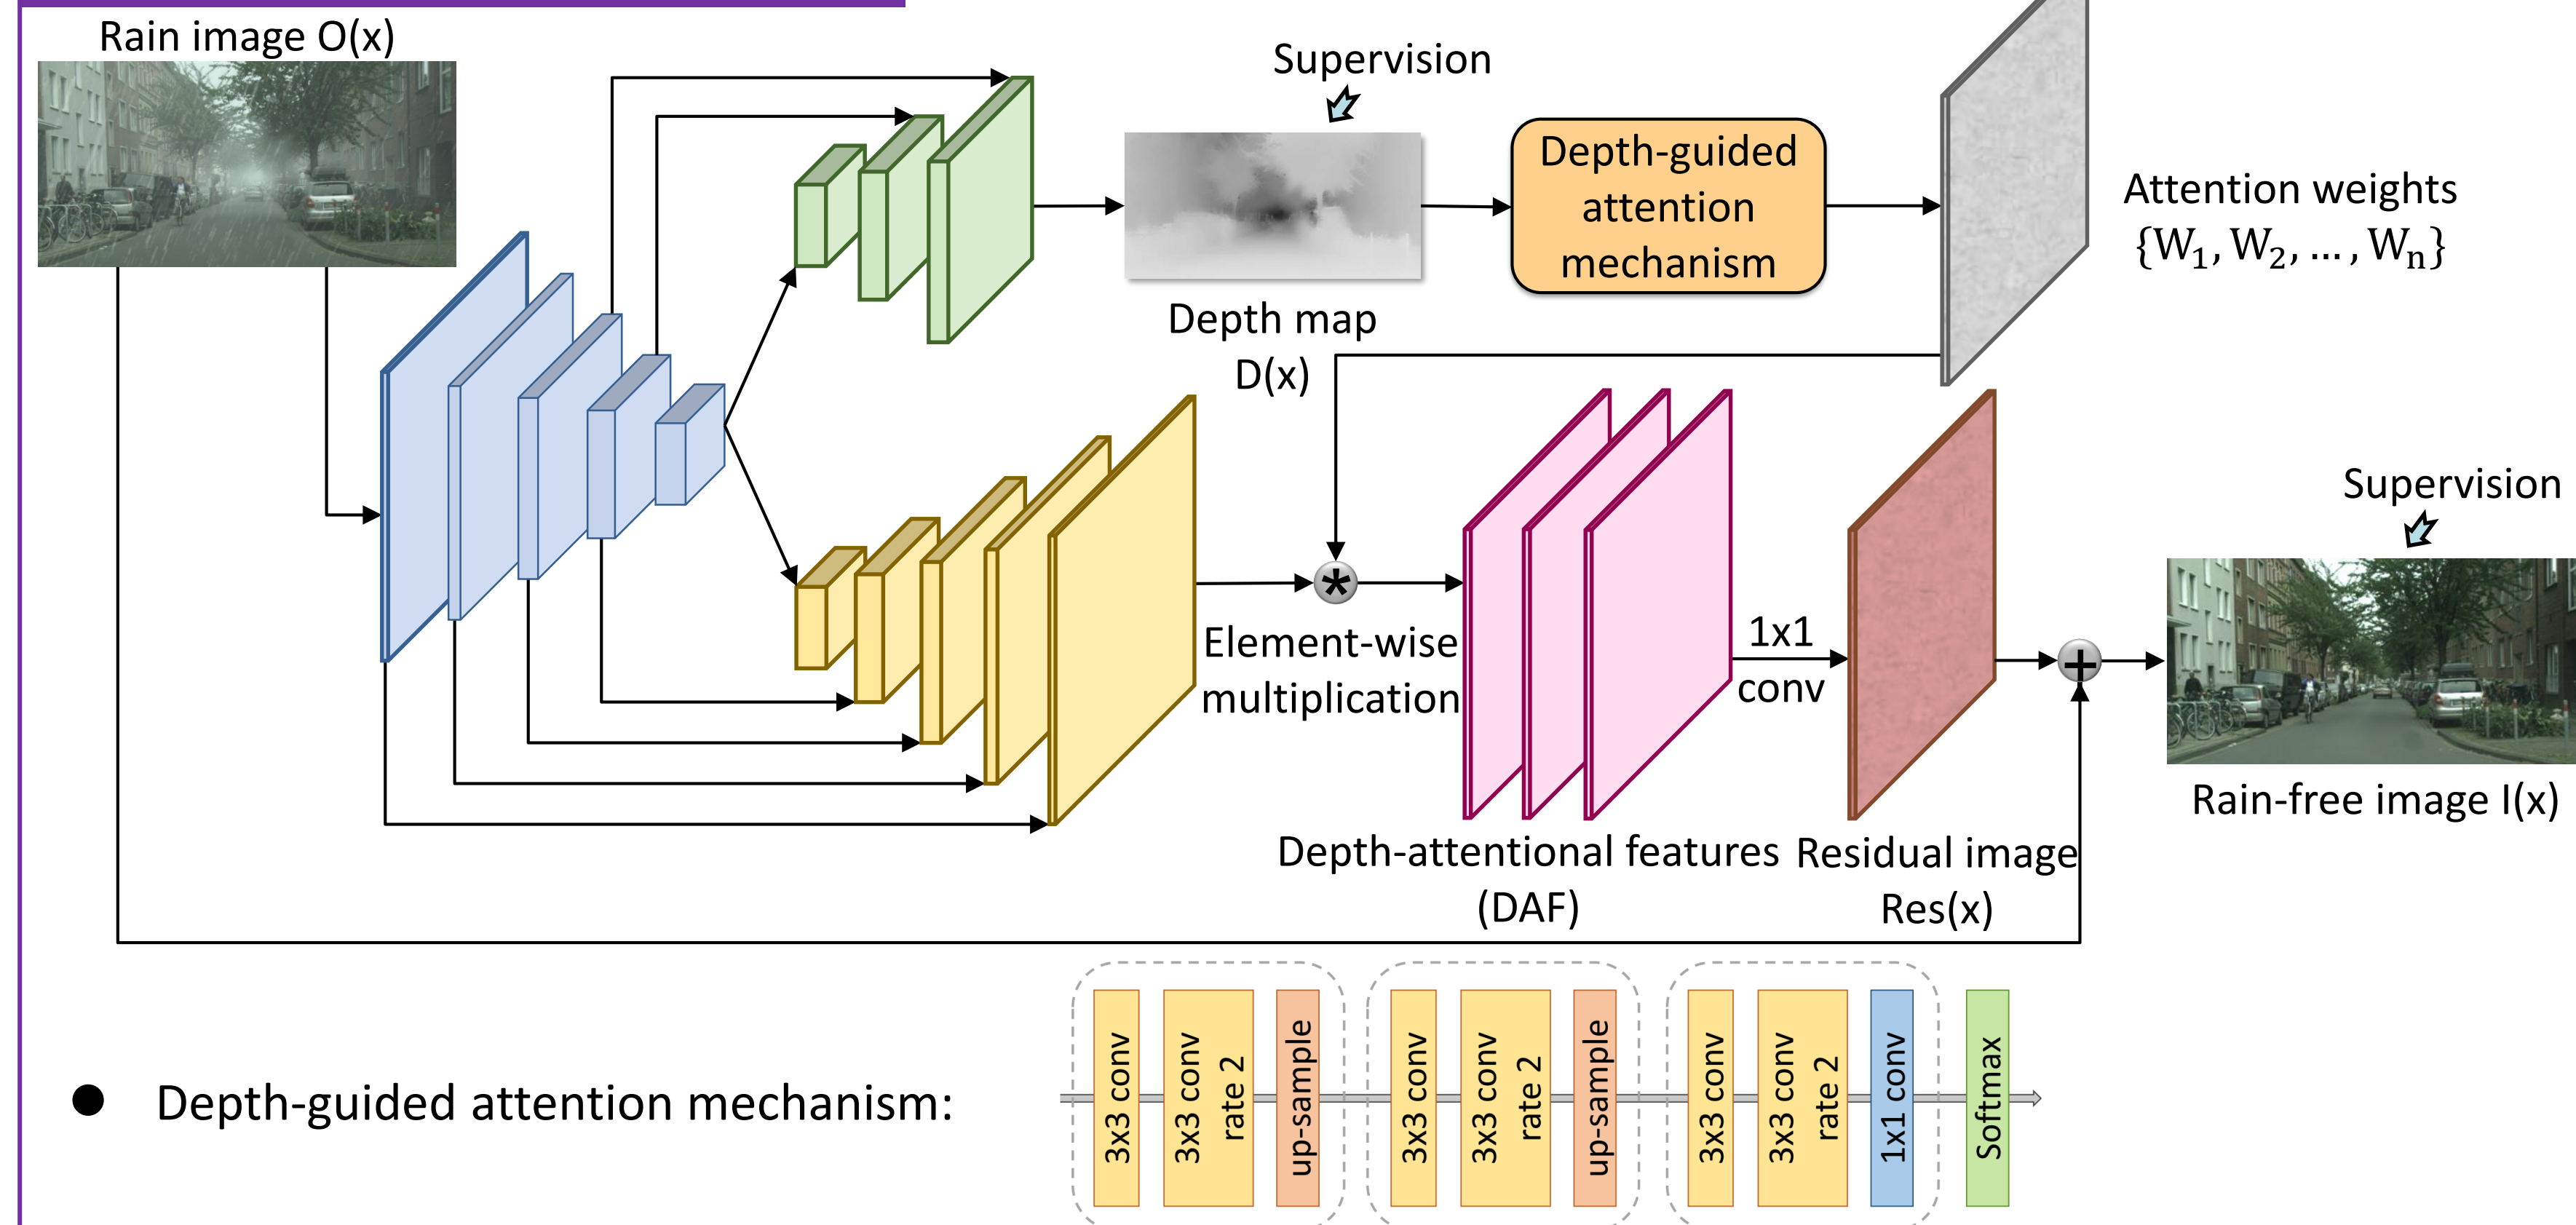 Rain image O(x)
Supervision
Depth-guided
attention
mechanism
Attention weights
{W₁, W₂, ... , Wₙ}
Depth map
D(x)
Supervision
*
Element-wise
multiplication
1x1
conv
+
Rain-free image I(x)
Depth-attentional features
(DAF)
Residual image
Res(x)
● Depth-guided attention mechanism:
3x3 conv
3x3 conv
rate 2
up-sample
3x3 conv
3x3 conv
rate 2
up-sample
3x3 conv
3x3 conv
rate 2
1x1 conv
Softmax